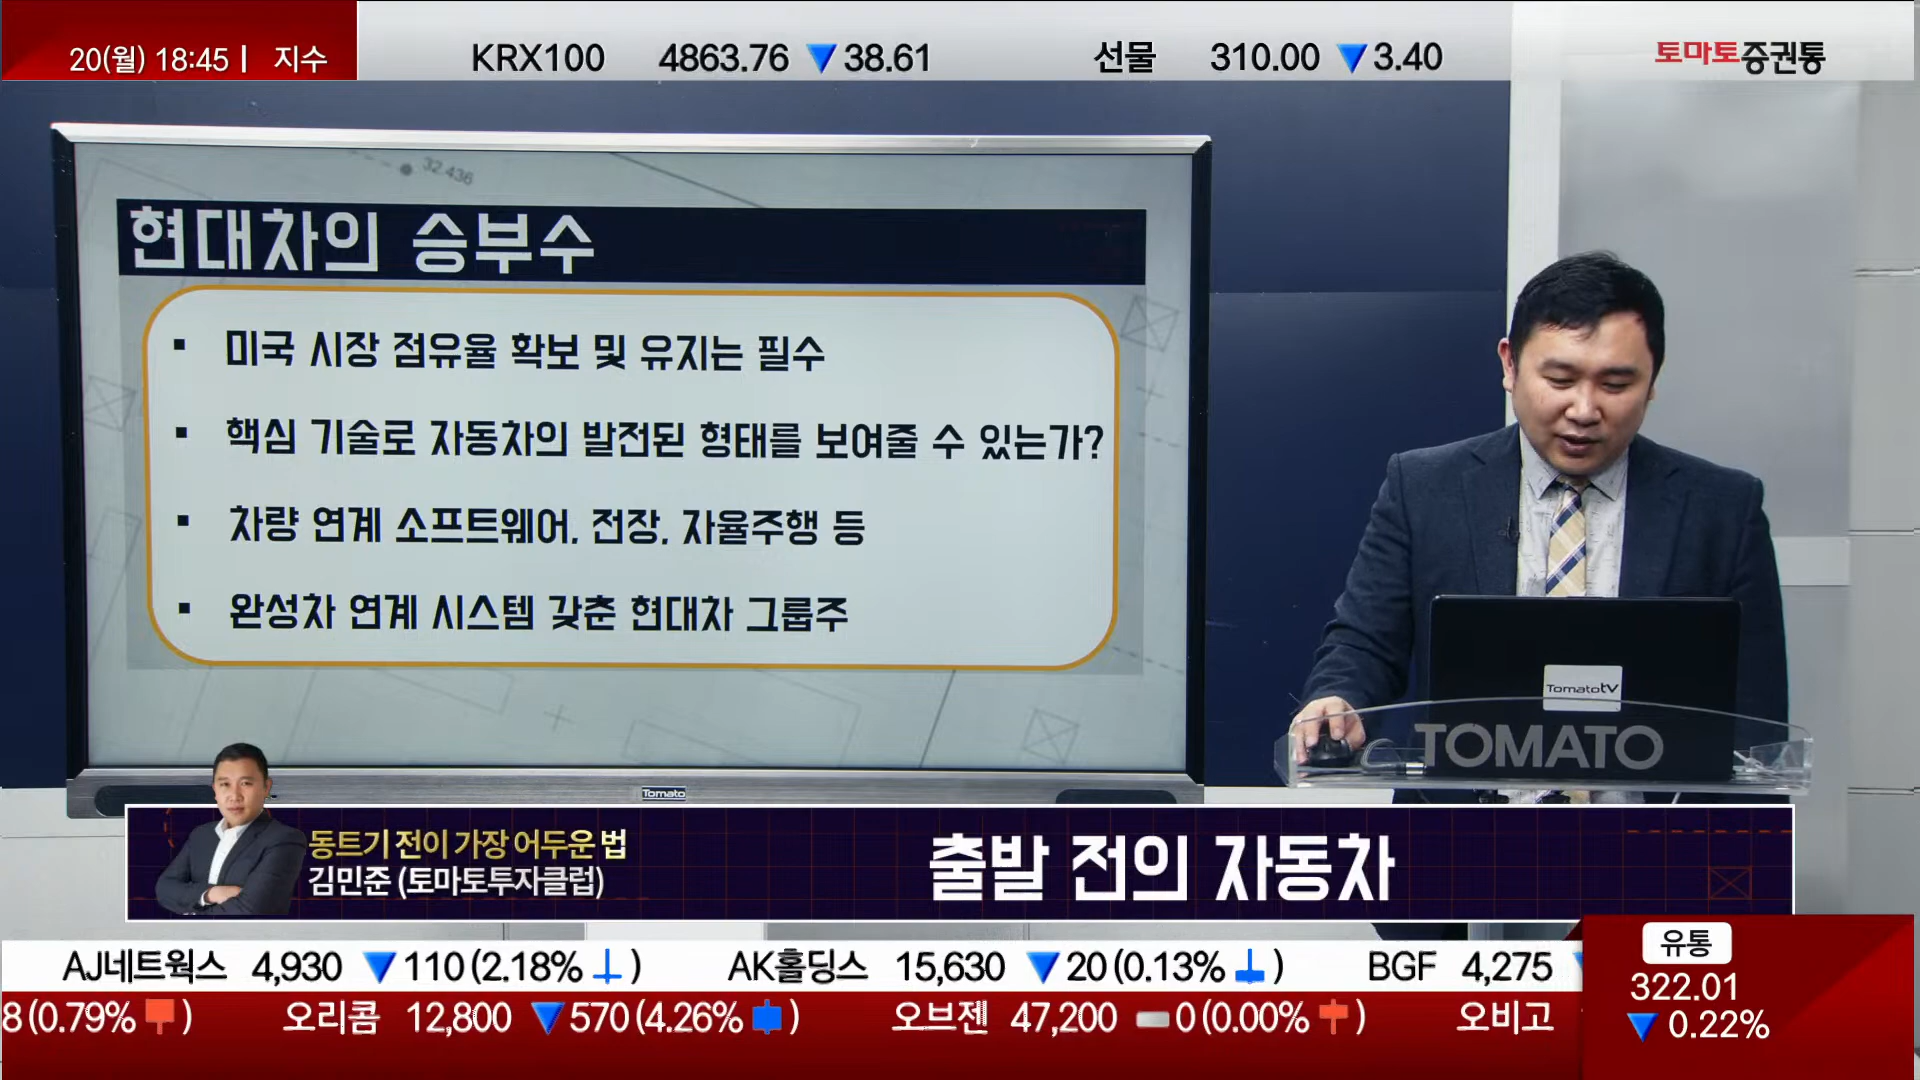 20(월) 18:45 | 지수 KRX100 4863.76 ▼38.61 선물 310.00 ▼3.40 토마토증권통
32.436
현대차의 승부수
▪ 미국 시장 점유율 확보 및 유지는 필수
▪ 핵심 기술로 자동차의 발전된 형태를 보여줄 수 있는가?
▪ 차량 연계 소프트웨어, 전장, 자율주행 등
▪ 완성차 연계 시스템 갖춘 현대차 그룹주
TomatoTV
TOMATO
Tomato
동트기 전이 가장 어두운 법
김민준 (토마토투자클럽)
출발 전의 자동차
AJ네트웍스 4,930 ▼110(2.18%) AK홀딩스 15,630 ▼20(0.13%) BGF 4,275
8(0.79%) 오리콤 12,800 ▼570(4.26%) 오브젠 47,200 0(0.00%) 오비고
유통
322.01
▼0.22%